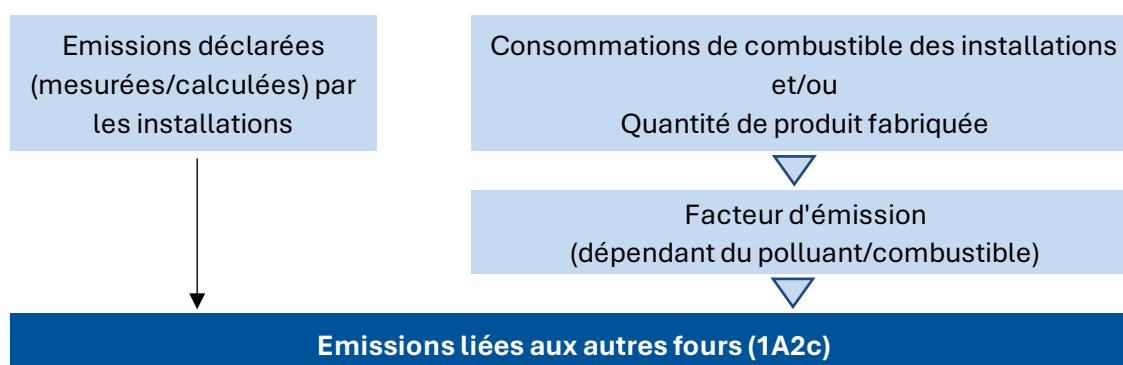 Emissions déclarées
(mesurées/calculées) par
les installations
Consommations de combustible des installations
et/ou
Quantité de produit fabriquée
Facteur d'émission
(dépendant du polluant/combustible)
Emissions liées aux autres fours (1A2c)